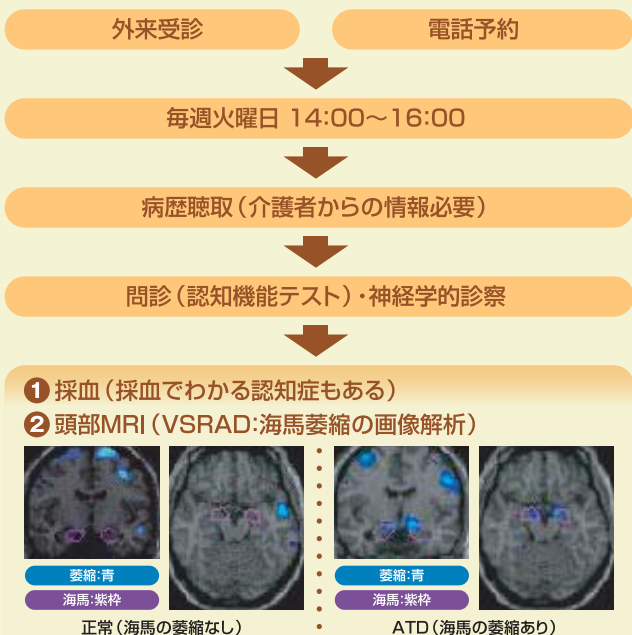 外来受診
電話予約
毎週火曜日 14:00〜16:00
病歴聴取(介護者からの情報必要)
問診(認知機能テスト)・神経学的診察
❶採血(採血でわかる認知症もある)
❷頭部MRI(VSRAD:海馬萎縮の画像解析)
萎縮:青
海馬:紫枠
正常(海馬の萎縮なし)
萎縮:青
海馬:紫枠
ATD(海馬の萎縮あり)